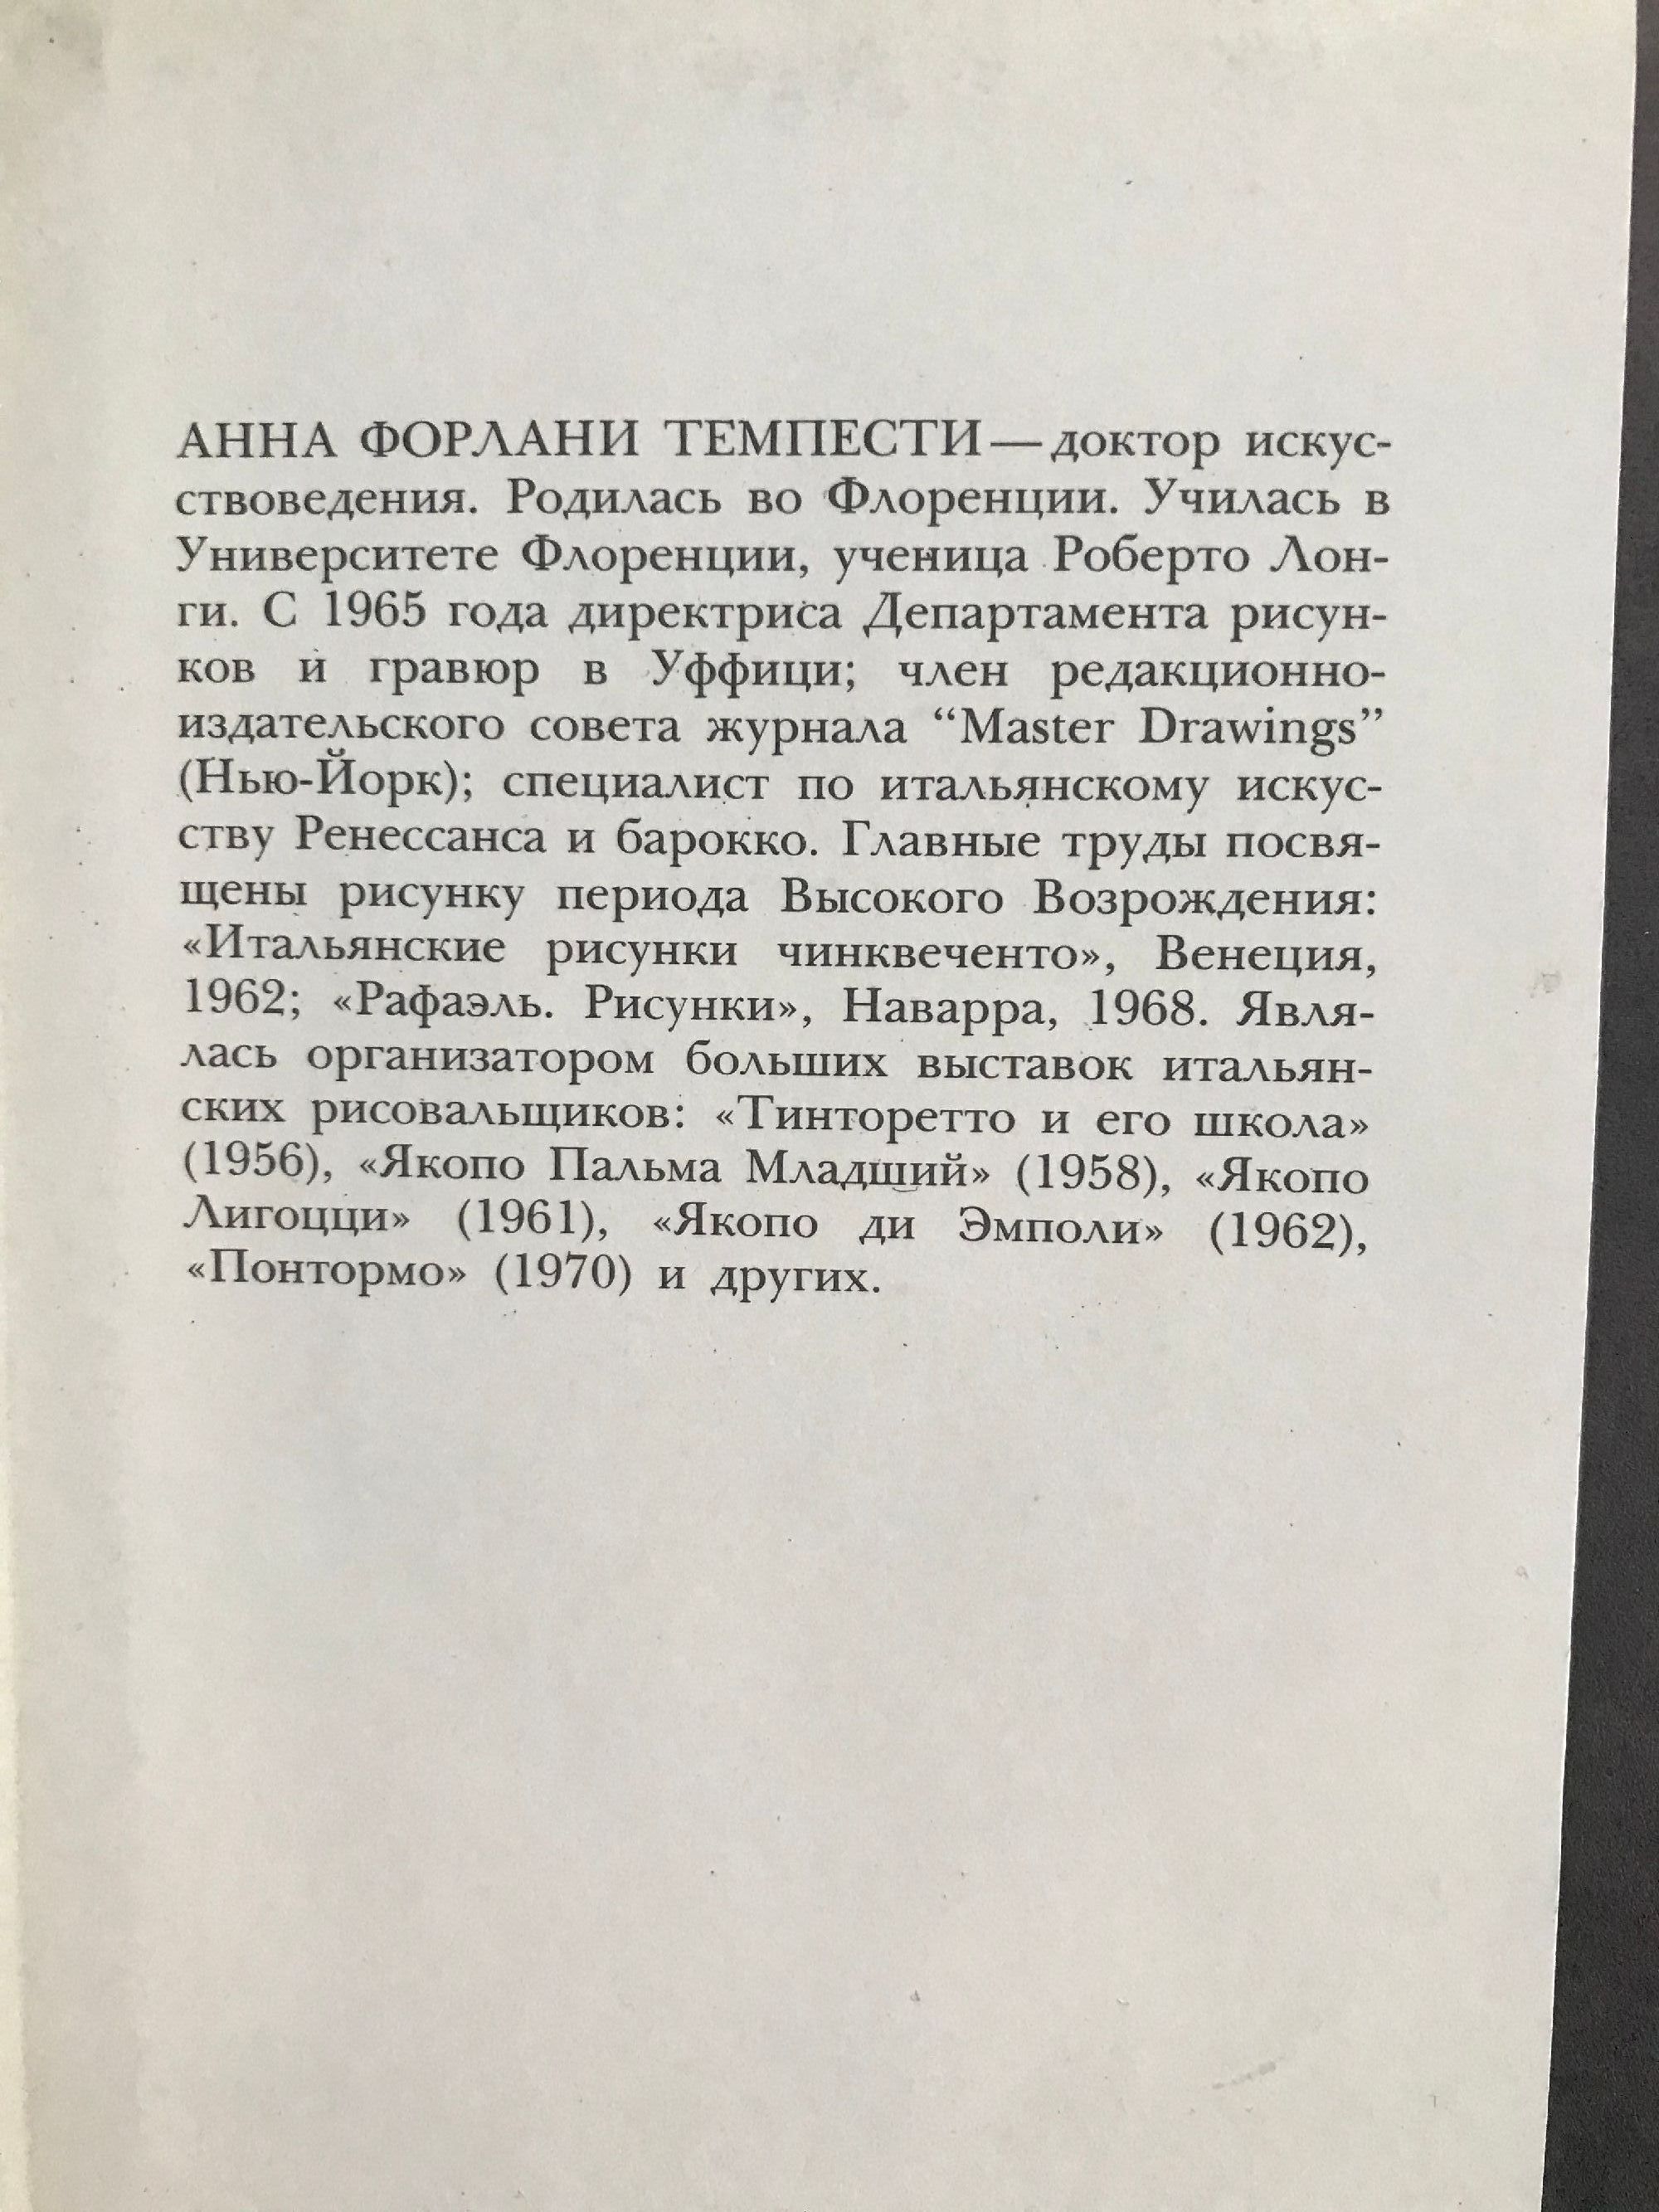 АННА ФОРЛАНИ ТЕМПЕСТИ — доктор искус-
ствоведения. Родилась во Флоренции. Училась в
Университете Флоренции, ученица Роберто Лон-
ги. С 1965 года директриса Департамента рисун-
ков и гравюр в Уффици; член редакционно-
издательского совета журнала “Master Drawings”
(Нью-Йорк); специалист по итальянскому искус-
ству Ренессанса и барокко. Главные труды посвя-
щены рисунку периода Высокого Возрождения:
«Итальянские рисунки чинквеченто», Венеция,
1962; «Рафаэль. Рисунки», Наварра, 1968. Явля-
лась организатором больших выставок итальян-
ских рисовальщиков: «Тинторетто и его школа»
(1956), «Якопо Пальма Младший» (1958), «Якопо
Лигоцци» (1961), «Якопо ди Эмполи» (1962),
«Понтормо» (1970) и других.